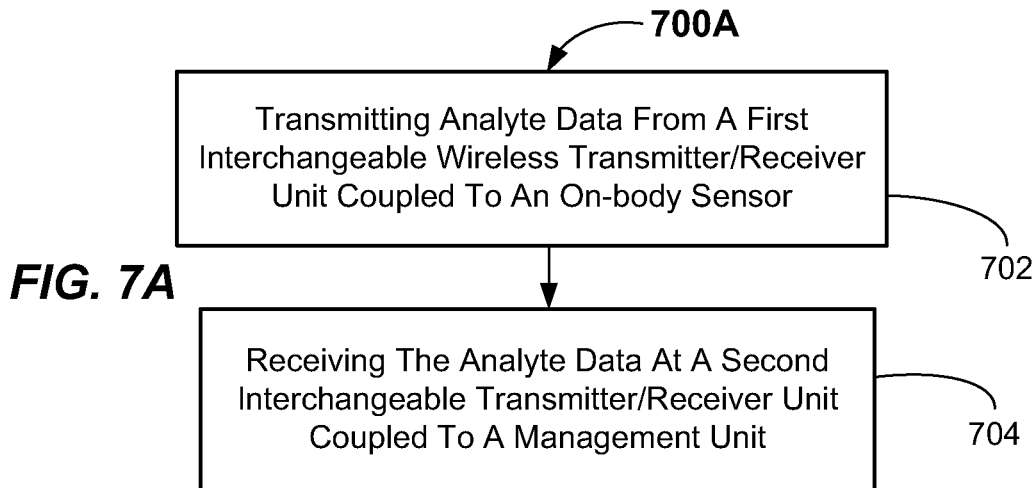 700A
Transmitting Analyte Data From A First
Interchangeable Wireless Transmitter/Receiver
Unit Coupled To An On-body Sensor
702
FIG. 7A
Receiving The Analyte Data At A Second
Interchangeable Transmitter/Receiver Unit
Coupled To A Management Unit
704